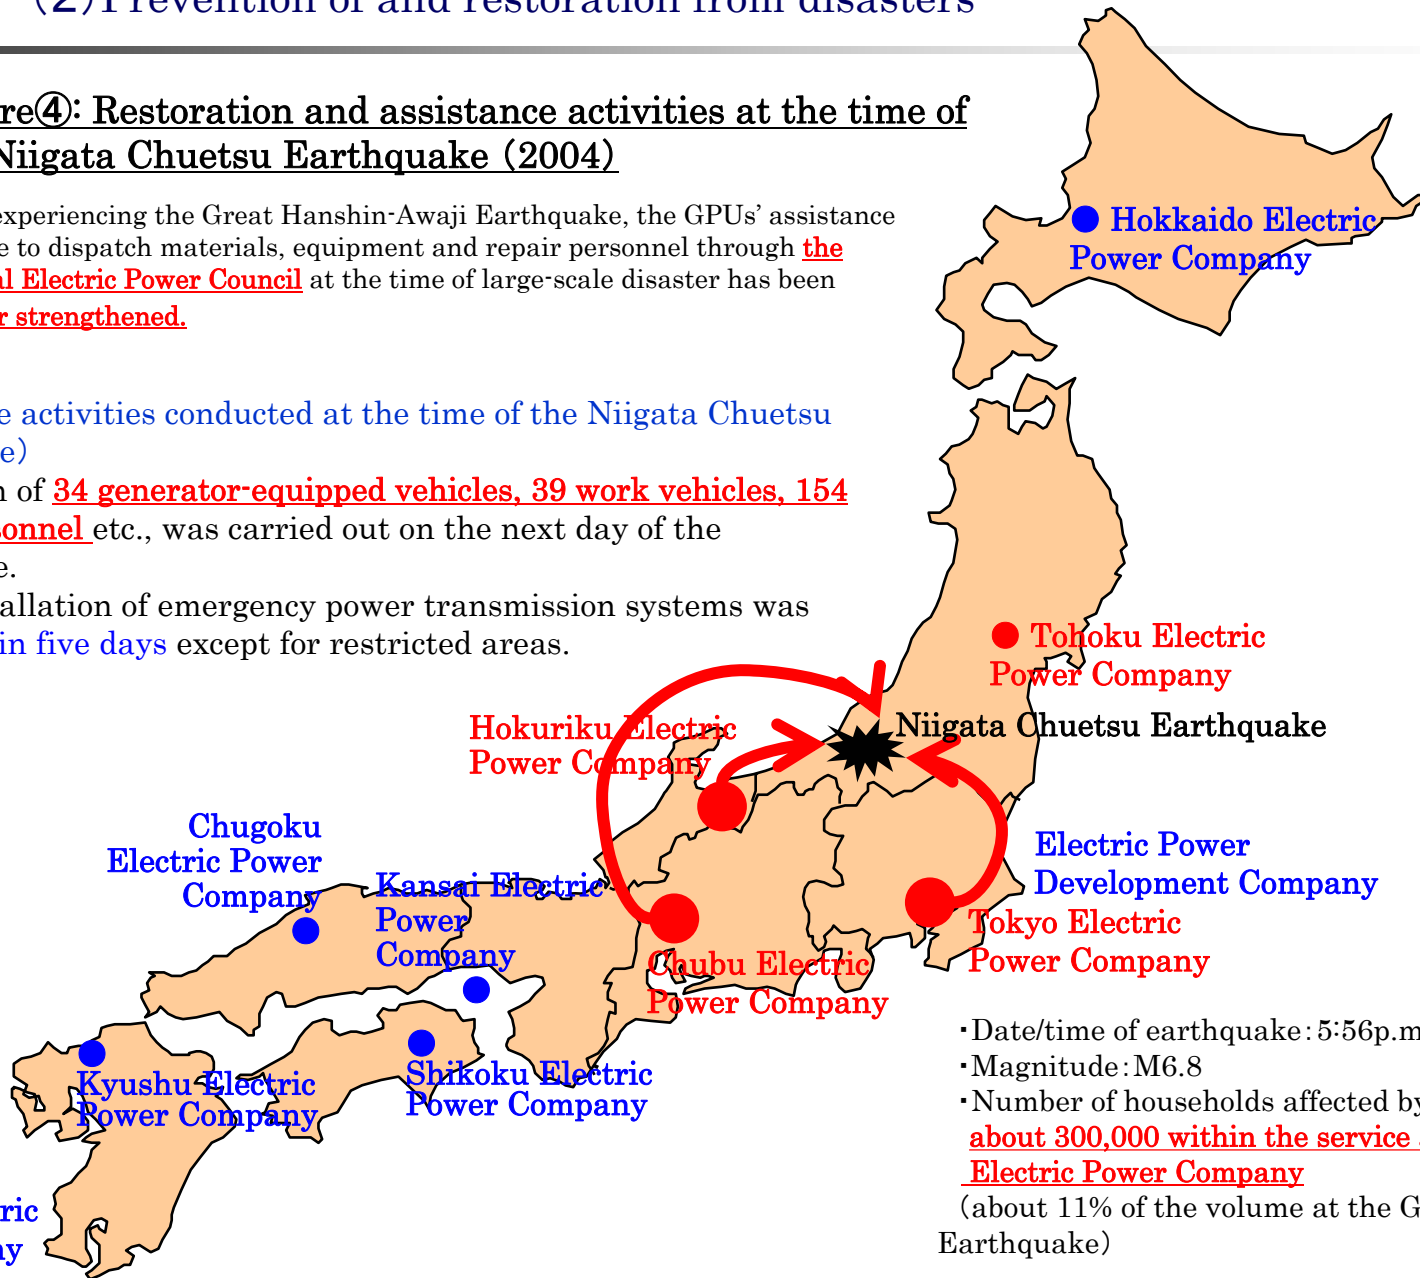 (2)Prevention of and restoration from disasters
re④: Restoration and assistance activities at the time of
Niigata Chuetsu Earthquake (2004)
experiencing the Great Hanshin-Awaji Earthquake, the GPUs’ assistance
e to dispatch materials, equipment and repair personnel through the
al Electric Power Council at the time of large-scale disaster has been
r strengthened.
e activities conducted at the time of the Niigata Chuetsu
e)
n of 34 generator-equipped vehicles, 39 work vehicles, 154
sonnel etc., was carried out on the next day of the
e.
allation of emergency power transmission systems was
in five days except for restricted areas.
Hokkaido Electric
Power Company
Tohoku Electric
Power Company
Niigata Chuetsu Earthquake
Hokuriku Electric
Power Company
Chugoku
Electric Power
Company
Kansai Electric
Power
Company
Electric Power
Development Company
Tokyo Electric
Power Company
Chubu Electric
Power Company
Shikoku Electric
Power Company
Kyushu Electric
Power Company
ric
ny
・Date/time of earthquake：5:56p.m
・Magnitude：M6.8
・Number of households affected by
about 300,000 within the service
Electric Power Company
(about 11% of the volume at the G
Earthquake)